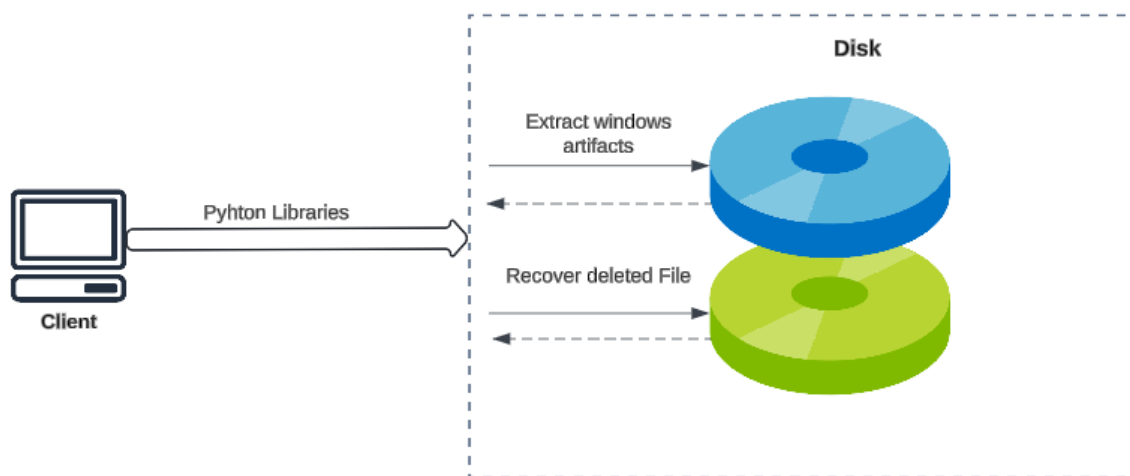 Disk
Extract windows
artifacts
Pyhton Libraries
Recover deleted File
Client